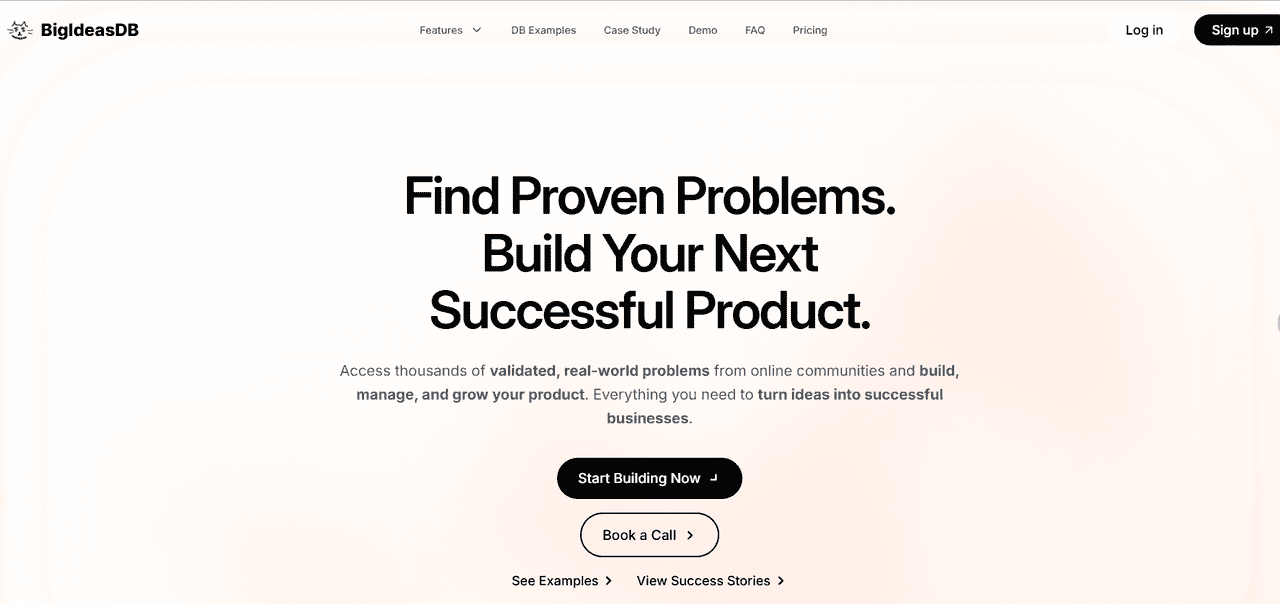 BigIdeasDB
Features
DB Examples
Case Study
Demo
FAQ
Pricing
Log in
Sign up
Find Proven Problems.
Build Your Next
Successful Product.
Access thousands of validated, real-world problems from online communities and build,
manage, and grow your product. Everything you need to turn ideas into successful
businesses.
Start Building Now
Book a Call
See Examples
View Success Stories